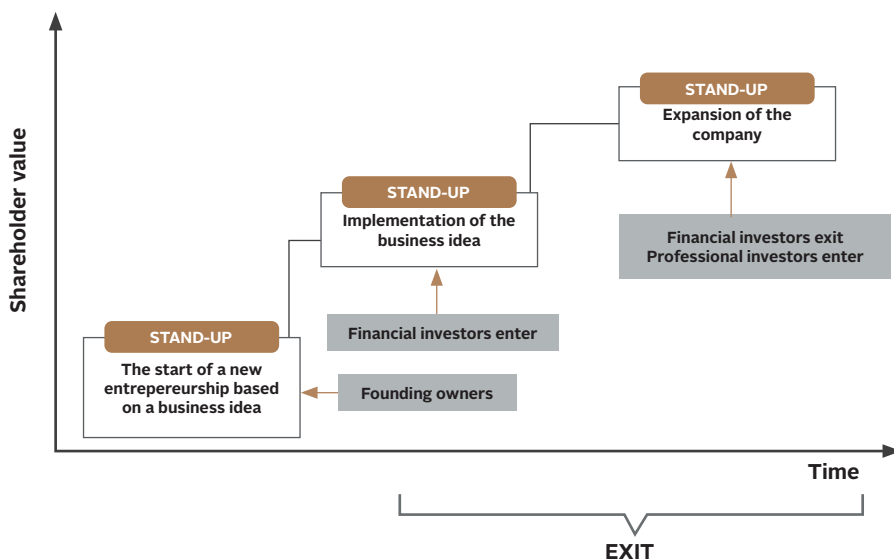 Shareholder value
STAND-UP
Expansion of the
company
STAND-UP
Implementation of the
business idea
Financial investors exit
Professional investors enter
STAND-UP
The start of a new
entrepereurship based
on a business idea
Financial investors enter
Founding owners
Time
EXIT